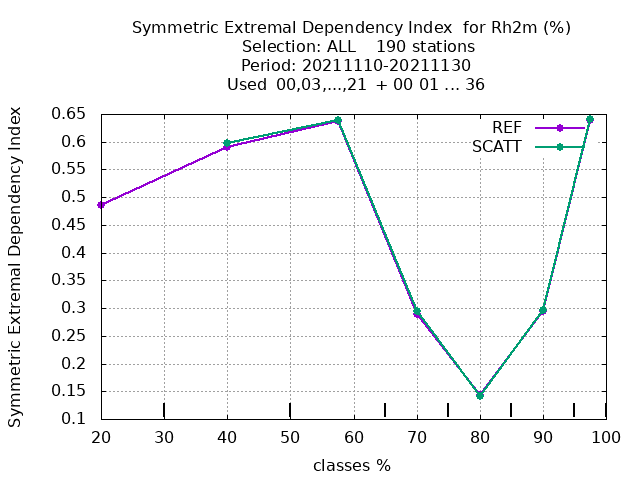 Symmetric Extremal Dependency Index  for Rh2m (%)
Selection: ALL    190 stations
Period: 20211110-20211130
Used  00,03,...,21  + 00 01 ... 36
Symmetric Extremal Dependency Index
0.65
0.6
0.55
0.5
0.45
0.4
0.35
0.3
0.25
0.2
0.15
0.1
REF
SCATT
20 30 40 50 60 70 80 90 100
classes %